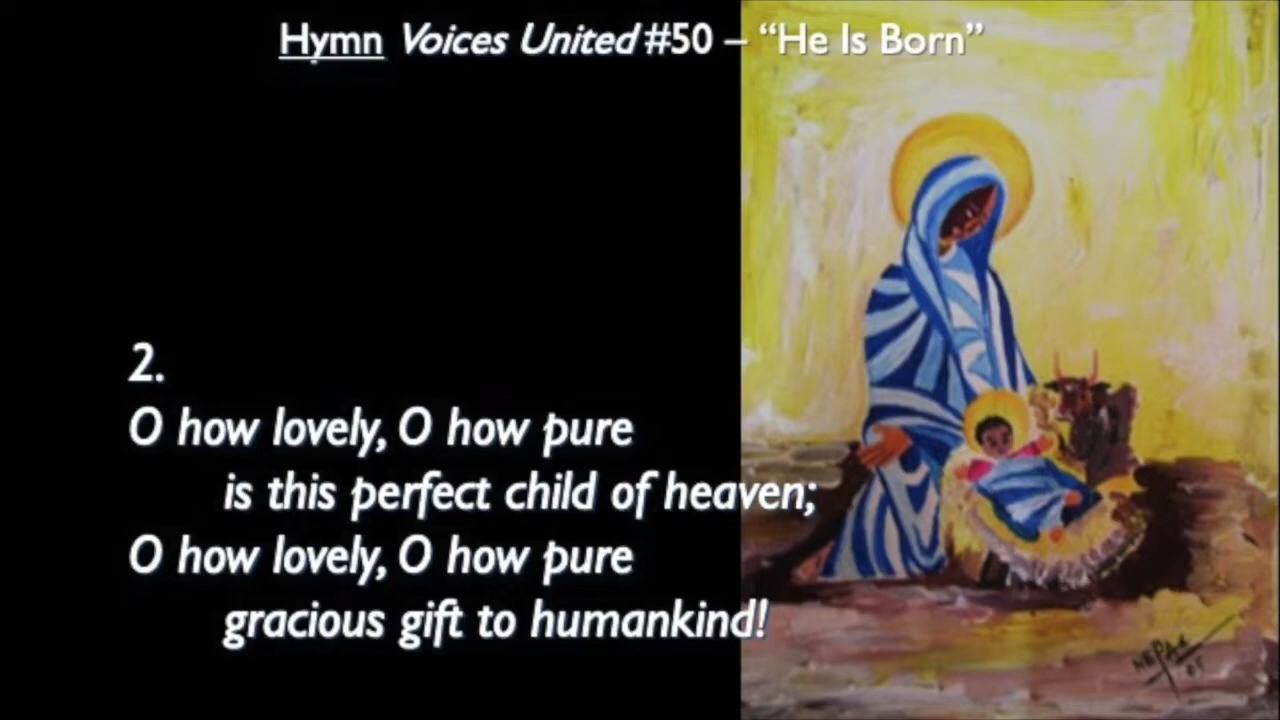 Hymn Voices United #50 – “He Is Born”
2.
O how lovely, O how pure
is this perfect child of heaven;
O how lovely, O how pure
gracious gift to humankind!